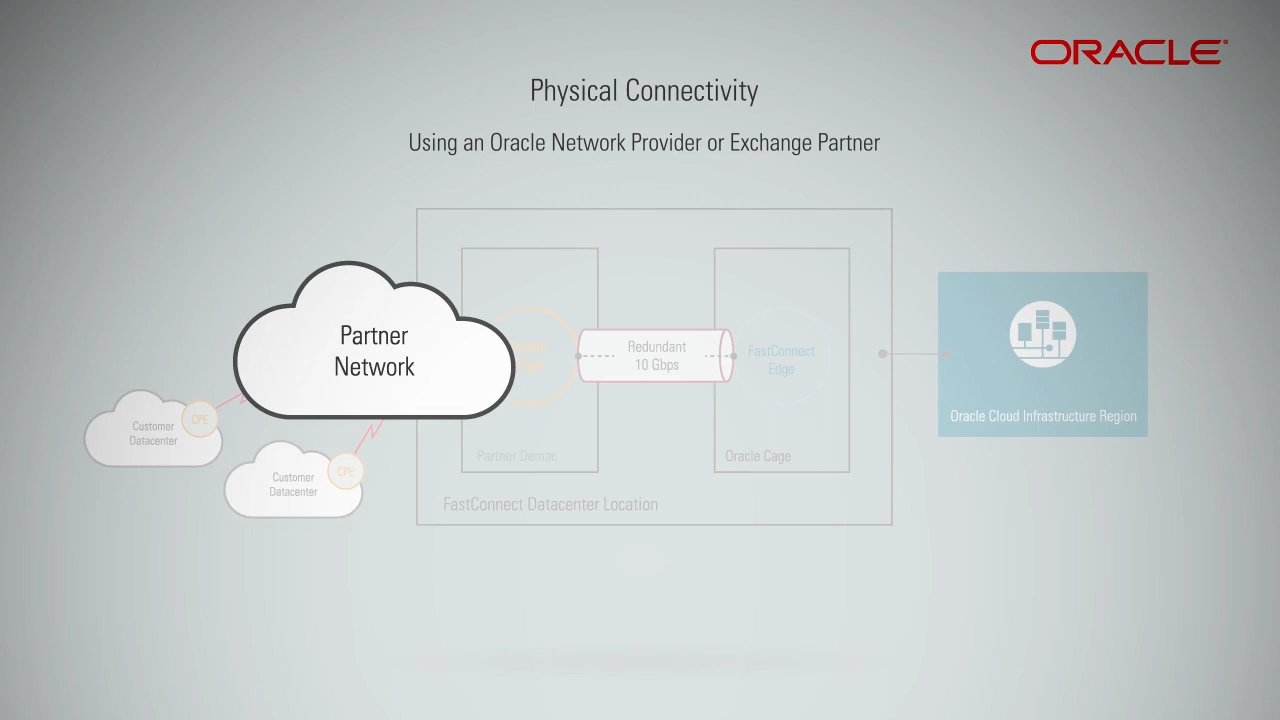 ORACLE
Physical Connectivity
Using an Oracle Network Provider or Exchange Partner
Partner
Network
Redundant
10 Gbps
FastConnect
Edge
Customer
Datacenter
CPE
Customer
Datacenter
CPE
Oracle Cloud Infrastructure Region
Partner Demac
Oracle Cage
FastConnect Datacenter Location